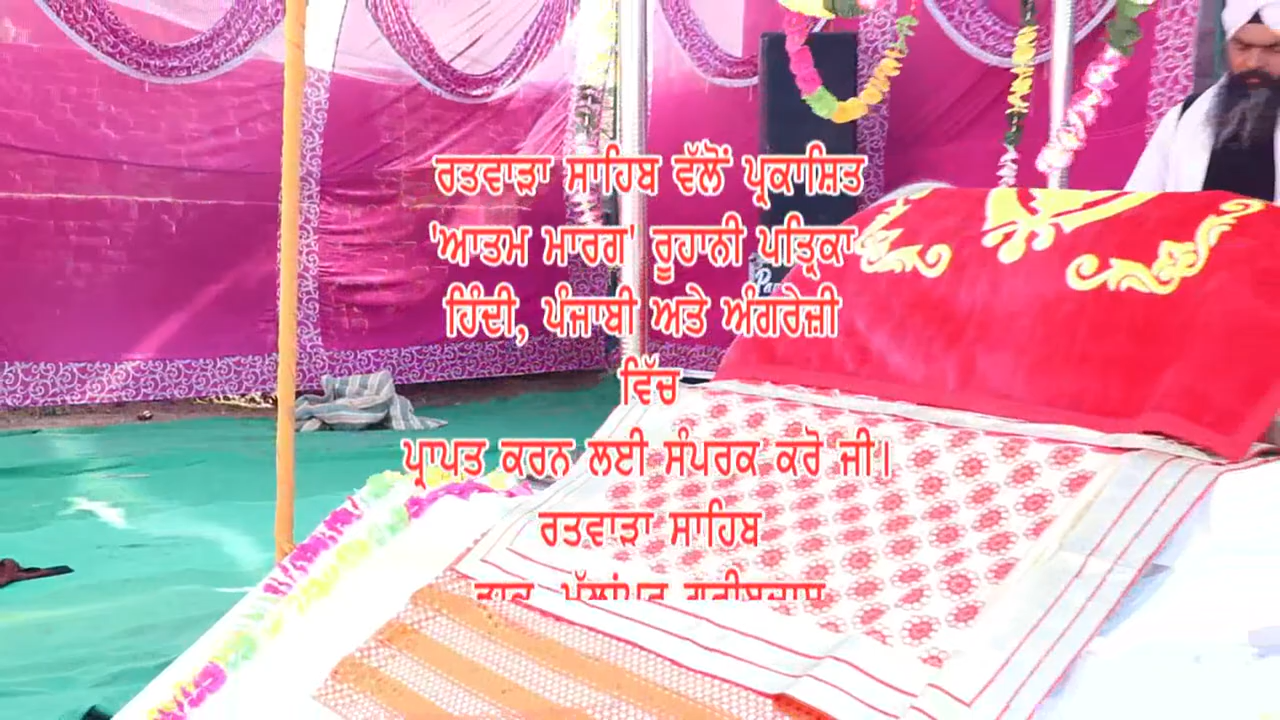 ਰਤਵਾੜਾ ਸਾਹਿਬ ਵੱਲੋਂ ਪ੍ਰਕਾਸ਼ਿਤ
'ਆਤਮ ਮਾਰਗ' ਰੂਹਾਨੀ ਪਤ੍ਰਿਕਾ
ਹਿੰਦੀ, ਪੰਜਾਬੀ ਅਤੇ ਅੰਗਰੇਜ਼ੀ
ਵਿੱਚ
ਪ੍ਰਾਪਤ ਕਰਨ ਲਈ ਸੰਪਰਕ ਕਰੋ ਜੀ।
ਰਤਵਾੜਾ ਸਾਹਿਬ